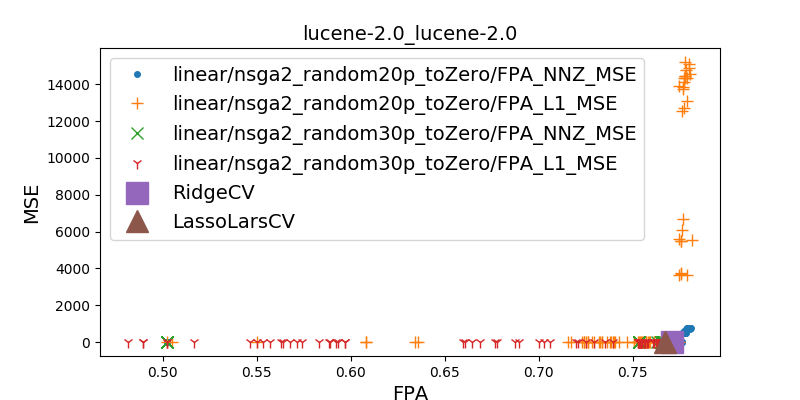 lucene-2.0_lucene-2.0
linear/nsga2_random20p_toZero/FPA_NNZ_MSE
linear/nsga2_random20p_toZero/FPA_L1_MSE
linear/nsga2_random30p_toZero/FPA_NNZ_MSE
linear/nsga2_random30p_toZero/FPA_L1_MSE
RidgeCV
LassoLarsCV
MSE
14000
12000
10000
8000
6000
4000
2000
0
0.50 0.55 0.60 0.65 0.70 0.75
FPA